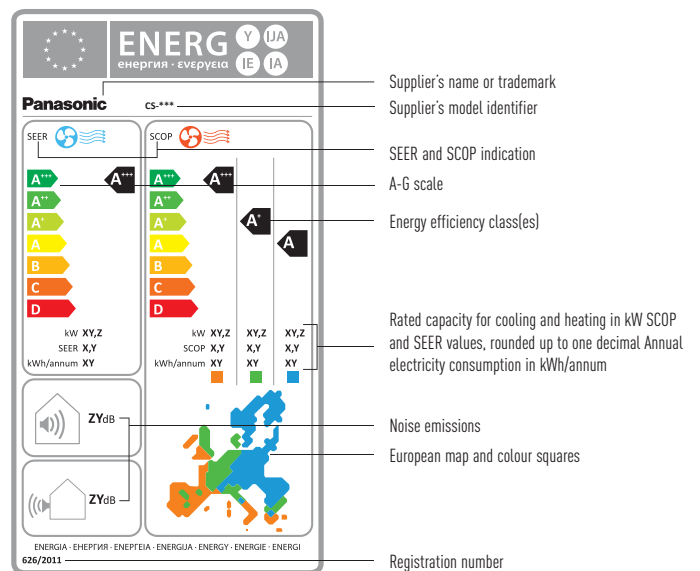 ENERG
енергия · ενεργεια
Y IJA
IE IA
Panasonic CS-***
SEER
A+++
A++
A+
A
B
C
D
A+++
kW XY,Z
SEER X,Y
kWh/annum XY
SCOP
A+++
A++
A+
A
B
C
D
A+++
A+
A
kW XY,Z XY,Z XY,Z
SCOP X,Y X,Y X,Y
kWh/annum XY XY XY
ZYdB
ZYdB
ENERGIA · ЕНЕРГИЯ · ΕΝΕΡΓΕΙΑ · ENERGIJA · ENERGY · ENERGIE · ENERGI
626/2011
Supplier's name or trademark
Supplier's model identifier
SEER and SCOP indication
A-G scale
Energy efficiency class(es)
Rated capacity for cooling and heating in kW SCOP
and SEER values, rounded up to one decimal Annual
electricity consumption in kWh/annum
Noise emissions
European map and colour squares
Registration number